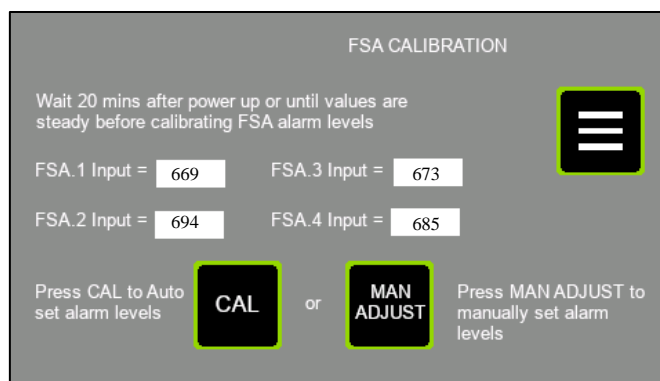 FSA CALIBRATION
Wait 20 mins after power up or until values are
steady before calibrating FSA alarm levels
FSA.1 Input = 669
FSA.3 Input = 673
FSA.2 Input = 694
FSA.4 Input = 685
Press CAL to Auto
set alarm levels
CAL
or
MAN
ADJUST
Press MAN ADJUST to
manually set alarm
levels